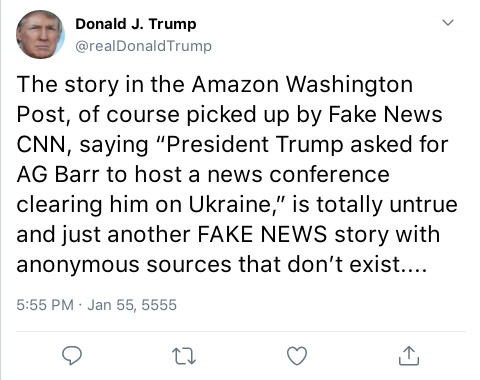 Donald J. Trump
@realDonaldTrump
The story in the Amazon Washington
Post, of course picked up by Fake News
CNN, saying “President Trump asked for
AG Barr to host a news conference
clearing him on Ukraine,” is totally untrue
and just another FAKE NEWS story with
anonymous sources that don’t exist....
5:55 PM · Jan 55, 5555